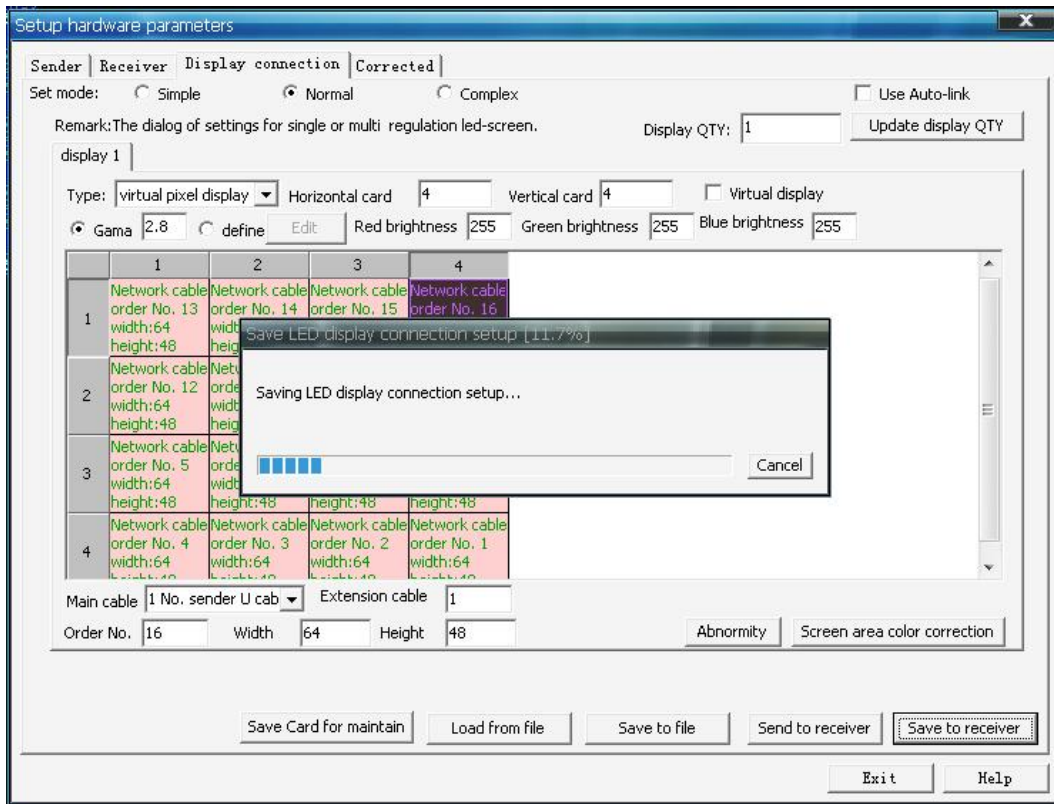 Setup hardware parameters
X
Sender Receiver Display connection Corrected
Set mode: Simple Normal Complex Use Auto-link
Remark:The dialog of settings for single or multi regulation led-screen. Display QTY: 1 Update display QTY
display 1
Type: virtual pixel display Horizontal card 4 Vertical card 4 Virtual display
Gama 2.8 define Edit Red brightness 255 Green brightness 255 Blue brightness 255
1 2 3 4
1
Network cable Network cable Network cable Network cable
order No. 13 order No. 14 order No. 15 order No. 16
width:64 widt
height:48 heig
Save LED display connection setup [11.7%]
Saving LED display connection setup...
Cancel
2
Network cable Netw
order No. 12 orde
width:64 widt
height:48 heig
3
Network cable Netw
order No. 5 orde
width:64 widt
height:48 height:48 height:48 height:48
4
Network cable Network cable Network cable Network cable
order No. 4 order No. 3 order No. 2 order No. 1
width:64 width:64 width:64 width:64
Main cable 1 No. sender U cab Extension cable 1
Order No. 16 Width 64 Height 48 Abnormity Screen area color correction
Save Card for maintain Load from file Save to file Send to receiver Save to receiver
Exit Help